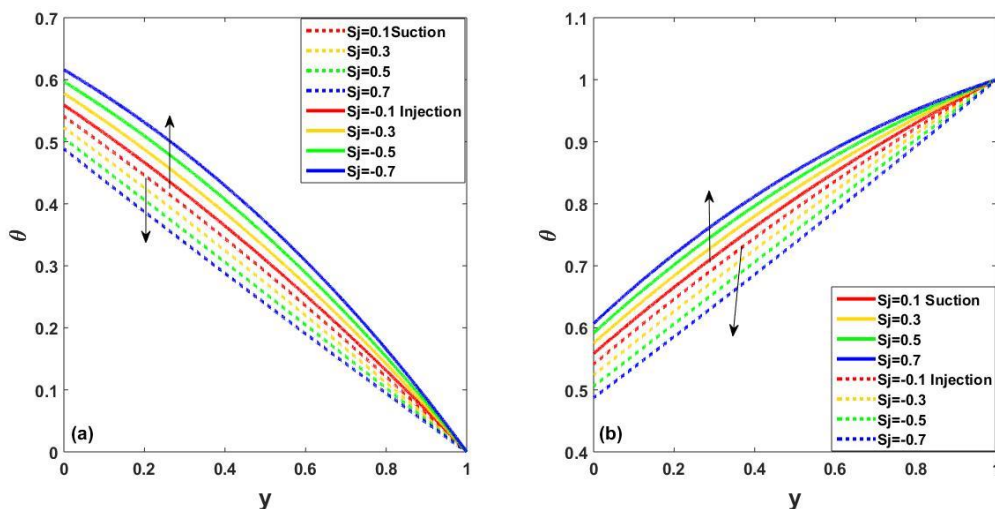 0.7
0.6
0.5
0.4
0.3
0.2
0.1
0
θ
Sj=0.1Suction
Sj=0.3
Sj=0.5
Sj=0.7
Sj=-0.1 Injection
Sj=-0.3
Sj=-0.5
Sj=-0.7
(a)
0 0.2 0.4 0.6 0.8 1
y
1.1
1
0.9
0.8
0.7
0.6
0.5
0.4
θ
Sj=0.1 Suction
Sj=0.3
Sj=0.5
Sj=0.7
Sj=-0.1 Injection
Sj=-0.3
Sj=-0.5
Sj=-0.7
(b)
0 0.2 0.4 0.6 0.8 1
y